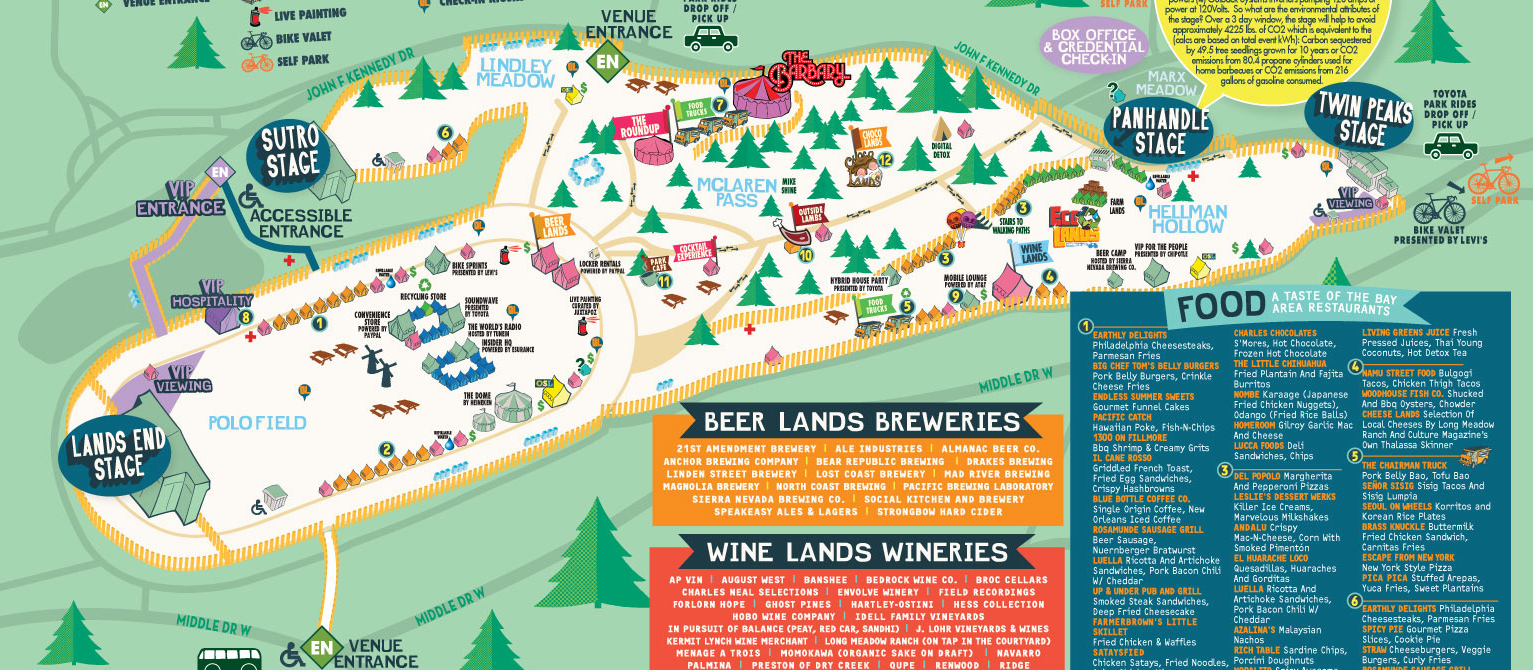 VENUE ENTRANCE
LIVE PAINTING
BIKE VALET
SELF PARK
VENUE
ENTRANCE
EN
DROP OFF /
PICK UP
SELF PARK
BOX OFFICE
& CREDENTIAL
CHECK-IN
power at 120Volts. So what are the environmental attributes of
the stage? Over a 3 day window, the stage will help to avoid
approximately 4225 lbs. of CO2 which is equivalent to the
(calcs are based on total event kWh): Carbon sequestered
by 49.5 tree seedlings grown for 10 years or CO2
emissions from 80.4 propane cylinders used for
home barbecues or CO2 emissions from 216
gallons of gasoline consumed.
JOHN F KENNEDY DR
LINDLEY
MEADOW
THE
BARBARY
JOHN F KENNEDY DR
MARX
MEADOW
PANHANDLE
STAGE
TWIN PEAKS
STAGE
TOYOTA
PARK RIDES
DROP OFF /
PICK UP
SELF PARK
BIKE VALET
PRESENTED BY LEVI'S
SUTRO
STAGE
6
THE
ROUNDUP
FOOD
TRUCKS
7
CHOCO
LANDS
12
DIGITAL
DETOX
EN
VIP
ENTRANCE
ACCESSIBLE
ENTRANCE
MCLAREN
PASS
MIKE
SHINE
OUTSIDE
LAMBS
10
3
STAIRS TO
WALKING PATHS
ECO
LANDS
FARM
LANDS
REFILLABLE
WATER
HELLMAN
HOLLOW
VIP
VIEWING
BEER
LANDS
LOCKER RENTALS
POWERED BY PAYPAL
PARK
CAFE
11
COCKTAIL
EXPERIENCE
WINE
LANDS
4
BEER CAMP
HOSTED BY SIERRA
NEVADA BREWING CO.
VIP FOR THE PEOPLE
PRESENTED BY CHIPOTLE
3
HYBRID HOUSE PARTY
PRESENTED BY TOYOTA
MOBILE LOUNGE
POWERED BY AT&T
9
FOOD
TRUCKS
5
VIP
HOSPITALITY
8
1
REFILLABLE
WATER
BIKE SPRINTS
PRESENTED BY LEVI'S
RECYCLING STORE
CONVENIENCE
STORE
POWERED BY
PAYPAL
SOUNDWAVE
PRESENTED
BY TOYOTA
THE WORLD'S RADIO
HOSTED BY TUNEIN
INSIDER HQ
POWERED BY ESURANCE
LIVE PAINTING
CURATED BY
JUXTAPOZ
THE DOME
BY HEINEKEN
OSL
VIP
VIEWING
POLO FIELD
LANDS END
STAGE
2
REFILLABLE
WATER
MIDDLE DR W
MIDDLE DR W
MIDDLE DR W
EN
VENUE
ENTRANCE
BEER LANDS BREWERIES
21ST AMENDMENT BREWERY | ALE INDUSTRIES | ALMANAC BEER CO.
ANCHOR BREWING COMPANY | BEAR REPUBLIC BREWING | DRAKES BREWING
LINDEN STREET BREWERY | LOST COAST BREWERY | MAD RIVER BREWING
MAGNOLIA BREWERY | NORTH COAST BREWING | PACIFIC BREWING LABORATORY
SIERRA NEVADA BREWING CO. | SOCIAL KITCHEN AND BREWERY
SPEAKEASY ALES & LAGERS | STRONGBOW HARD CIDER
WINE LANDS WINERIES
AP VIN | AUGUST WEST | BANSHEE | BEDROCK WINE CO. | BROC CELLARS
CHARLES NEAL SELECTIONS | ENVOLVE WINERY | FIELD RECORDINGS
FORLORN HOPE | GHOST PINES | HARTLEY-OSTINI | HESS COLLECTION
HOBO WINE COMPANY | IDELL FAMILY VINEYARDS
IN PURSUIT OF BALANCE (PEAY, RED CAR, SANDHI) | J. LOHR VINEYARDS & WINES
KERMIT LYNCH WINE MERCHANT | LONG MEADOW RANCH (ON TAP IN THE COURTYARD)
MENAGE A TROIS | MOMOKAWA (ORGANIC SAKE ON DRAFT) | NAVARRO
PALMINA | PRESTON OF DRY CREEK | QUPE | RENWOOD | RIDGE
FOOD A TASTE OF THE BAY
AREA RESTAURANTS
1
EARTHLY DELIGHTS
Philadelphia Cheesesteaks,
Parmesan Fries
BIG CHEF TOM'S BELLY BURGERS
Pork Belly Burgers, Crinkle
Cheese Fries
ENDLESS SUMMER SWEETS
Gourmet Funnel Cakes
PACIFIC CATCH
Hawaiian Poke, Fish-N-Chips
1300 ON FILLMORE
Bbq Shrimp & Creamy Grits
IL CANE ROSSO
Griddled French Toast,
Fried Egg Sandwiches,
Crispy Hashbrowns
BLUE BOTTLE COFFEE CO.
Single Origin Coffee, New
Orleans Iced Coffee
ROSAMUNDE SAUSAGE GRILL
Beer Sausage,
Nuernberger Bratwurst
LUELLA Ricotta And Artichoke
Sandwiches, Pork Bacon Chili
W/ Cheddar
UP & UNDER PUB AND GRILL
Smoked Steak Sandwiches,
Deep Fried Cheesecake
FARMERBROWN'S LITTLE
SKILLET
Fried Chicken & Waffles
SATAYSFIED
Chicken Satays, Fried Noodles,
CHARLES CHOCOLATES
S'Mores, Hot Chocolate,
Frozen Hot Chocolate
THE LITTLE CHIHUAHUA
Fried Plantain And Fajita
Burritos
NOMBE Karaage (Japanese
Fried Chicken Nuggets),
Odango (Fried Rice Balls)
HOMEROOM Gilroy Garlic Mac
And Cheese
LUCCA FOODS Deli
Sandwiches, Chips
3
DEL POPOLO Margherita
And Pepperoni Pizzas
LESLIE'S DESSERT WERKS
Killer Ice Creams,
Marvelous Milkshakes
ANDALU Crispy
Mac-N-Cheese, Corn With
Smoked Pimentón
EL HUARACHE LOCO
Quesadillas, Huaraches
And Gorditas
LUELLA Ricotta And
Artichoke Sandwiches,
Pork Bacon Chili W/
Cheddar
AZALINA'S Malaysian
Nachos
RICH TABLE Sardine Chips,
Porcini Doughnuts
LIVING GREENS JUICE Fresh
Pressed Juices, Thai Young
Coconuts, Hot Detox Tea
4
NAMU STREET FOOD Bulgogi
Tacos, Chicken Thigh Tacos
WOODHOUSE FISH CO. Shucked
And Bbq Oysters, Chowder
CHEESE LANDS Selection Of
Local Cheeses By Long Meadow
Ranch And Culture Magazine's
Own Thalassa Skinner
5
THE CHAIRMAN TRUCK
Pork Belly Bao, Tofu Bao
SEÑOR SISIG Sisig Tacos And
Sisig Lumpia
SEOUL ON WHEELS Korritos and
Korean Rice Plates
BRASS KNUCKLE Buttermilk
Fried Chicken Sandwich,
Carnitas Fries
ESCAPE FROM NEW YORK
New York Style Pizza
PICA PICA Stuffed Arepas,
Yuca Fries, Sweet Plantains
6
EARTHLY DELIGHTS Philadelphia
Cheesesteaks, Parmesan Fries
SPICY PIE Gourmet Pizza
Slices, Cookie Pie
STRAW Cheeseburgers, Veggie
Burgers, Curly Fries